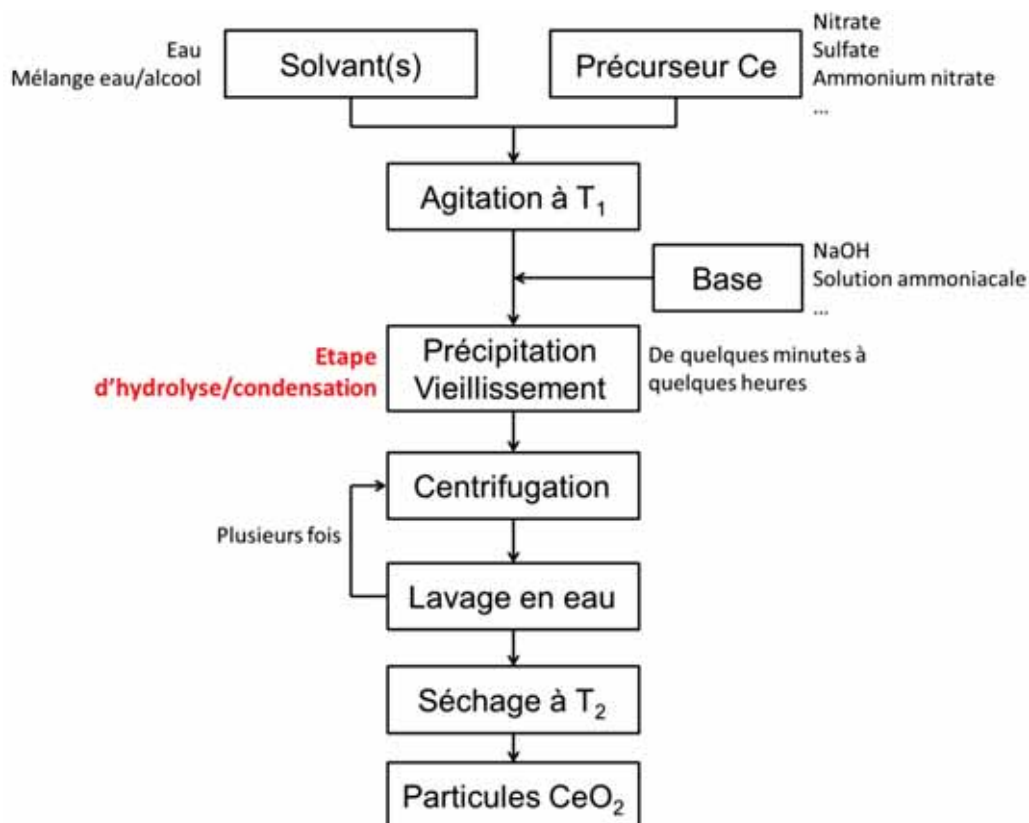 Eau
Mélange eau/alcool
Solvant(s)
Précurseur Ce
Nitrate
Sulfate
Ammonium nitrate
...
Agitation à T1
Base
NaOH
Solution ammoniacale
...
Etape
d'hydrolyse/condensation
Précipitation
Vieillissement
De quelques minutes à
quelques heures
Centrifugation
Plusieurs fois
Lavage en eau
Séchage à T2
Particules CeO2